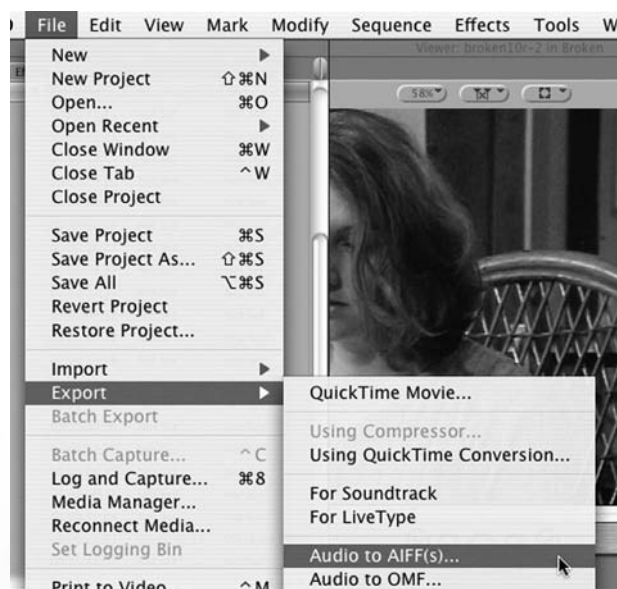 File Edit View Mark Modify Sequence Effects Tools
Viewer: broken10r-2 in Broken
58%
New
New Project ⇧⌘N
Open... ⌘O
Open Recent
Close Window ⌘W
Close Tab ^W
Close Project
Save Project ⌘S
Save Project As... ⇧⌘S
Save All ⌥⌘S
Revert Project
Restore Project...
Import
Export
Batch Export
Batch Capture... ^C
Log and Capture... ⌘8
Media Manager...
Reconnect Media...
Set Logging Bin
Print to Video... ^M
QuickTime Movie...
Using Compressor...
Using QuickTime Conversion...
For Soundtrack
For LiveType
Audio to AIFF(s)...
Audio to OMF...